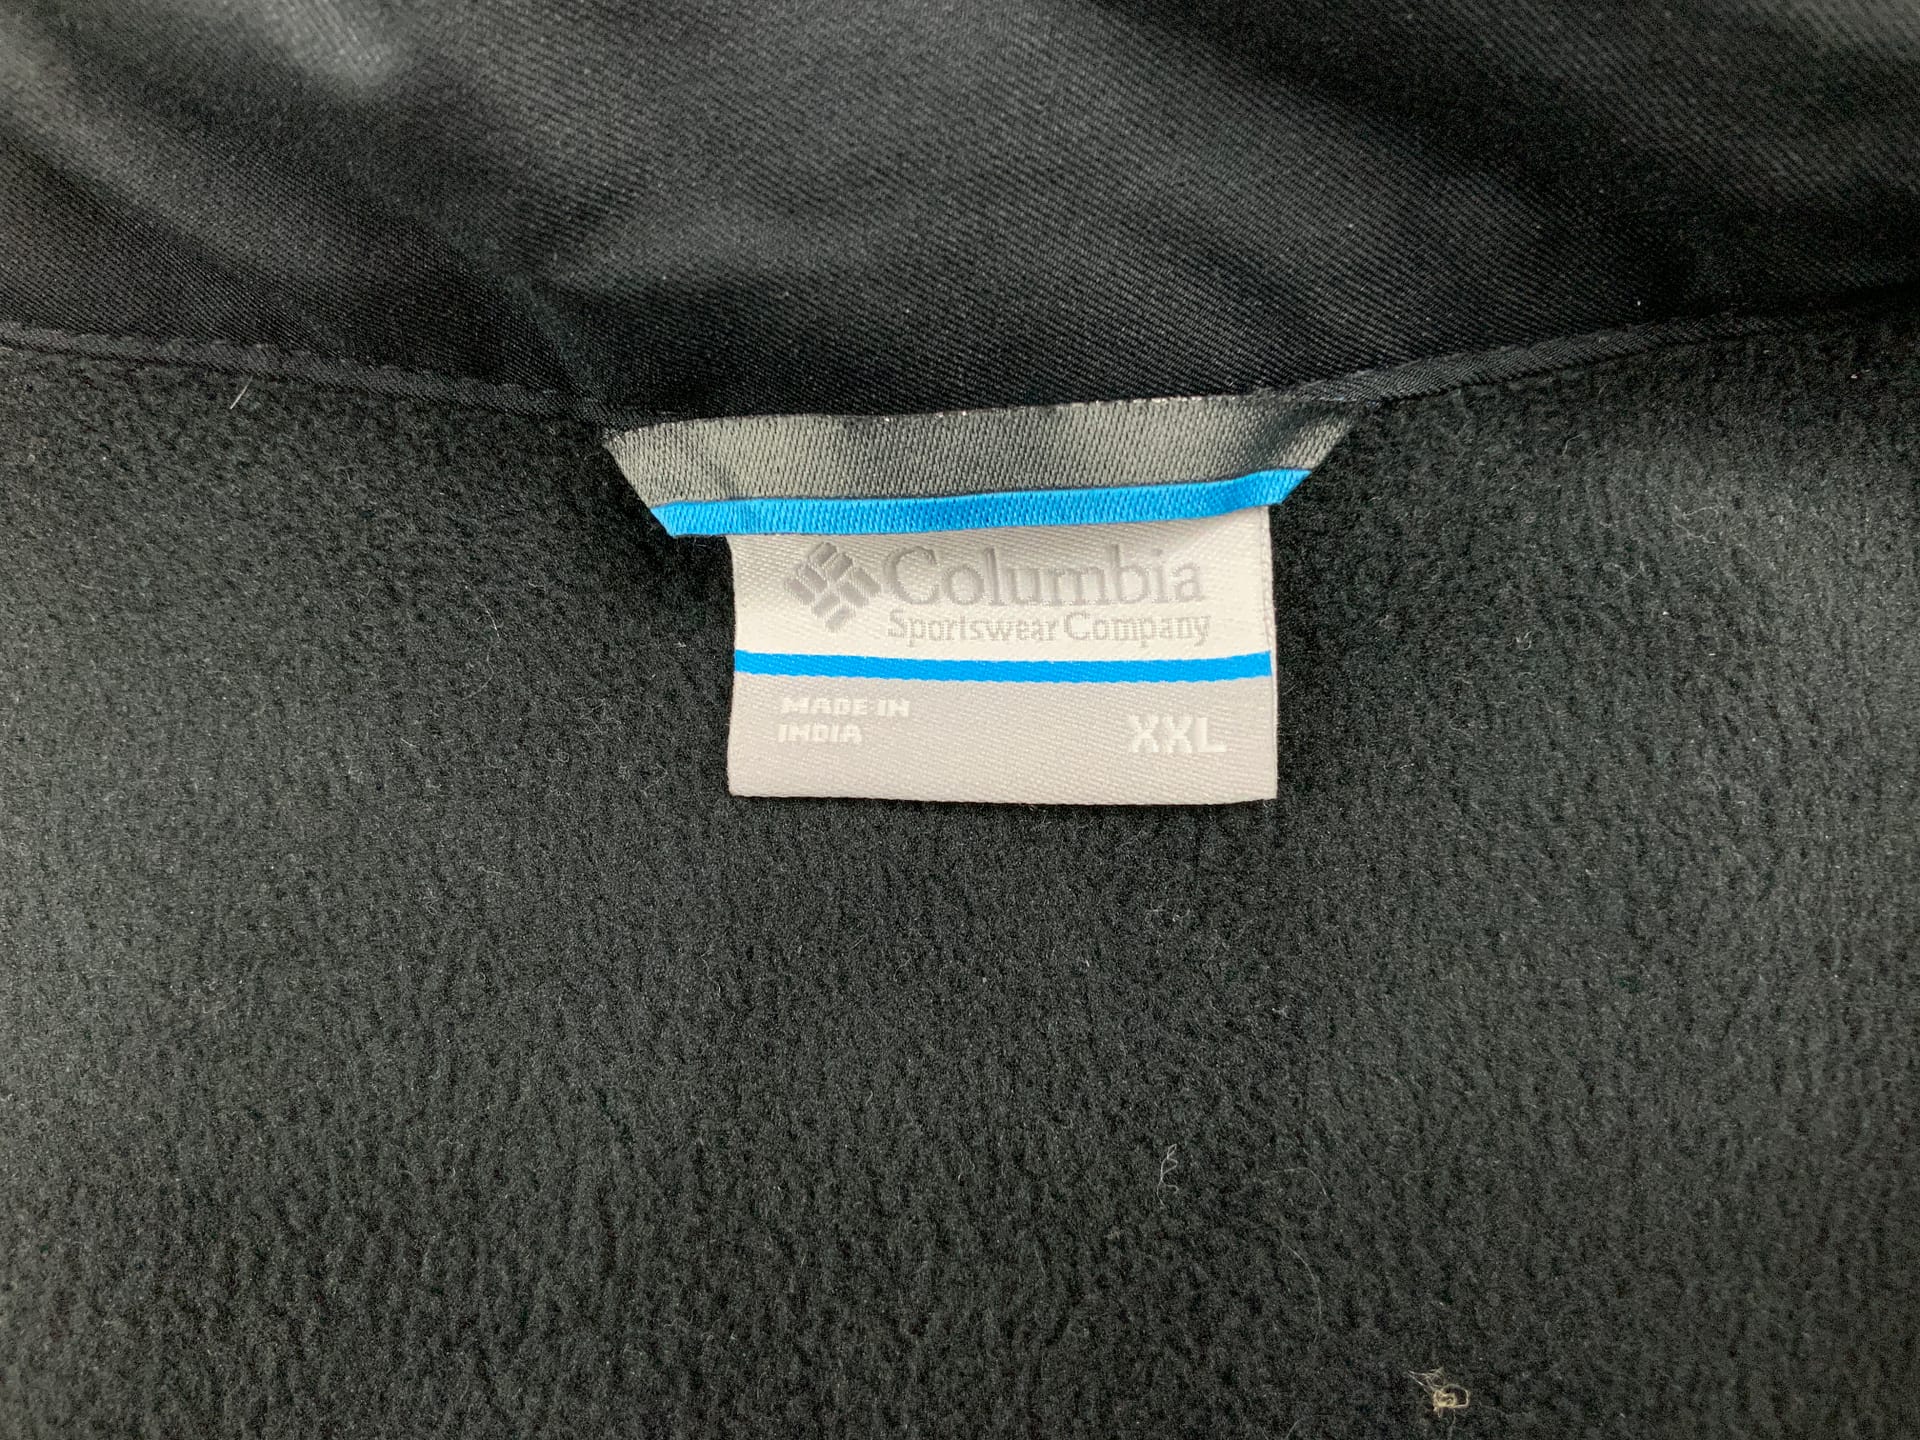 Columbia
Sportswear Company
MADE IN
INDIA
XXL